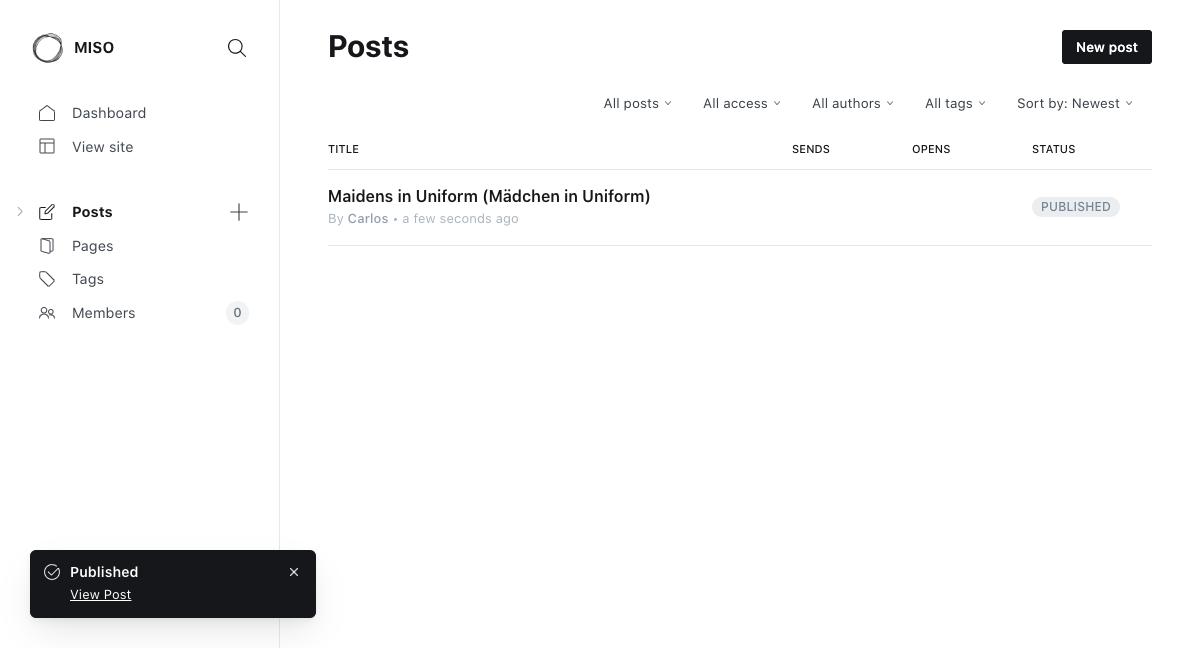 MISO
Dashboard
View site
Posts
Pages
Tags
Members 0
Posts
New post
All posts All access All authors All tags Sort by: Newest
TITLE SENDS OPENS STATUS
Maidens in Uniform (Mädchen in Uniform)
By Carlos • a few seconds ago
PUBLISHED
Published
View Post